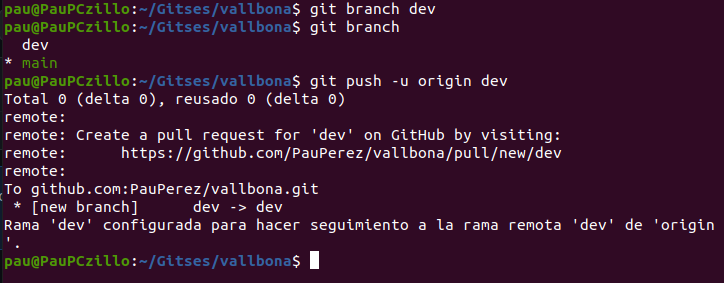 pau@PauPCzillo:~/Gitses/vallbona$ git branch dev
pau@PauPCzillo:~/Gitses/vallbona$ git branch
  dev
* main
pau@PauPCzillo:~/Gitses/vallbona$ git push -u origin dev
Total 0 (delta 0), reusado 0 (delta 0)
remote:
remote: Create a pull request for 'dev' on GitHub by visiting:
remote:      https://github.com/PauPerez/vallbona/pull/new/dev
remote:
To github.com:PauPerez/vallbona.git
 * [new branch]      dev -> dev
Rama 'dev' configurada para hacer seguimiento a la rama remota 'dev' de 'origin
'.
pau@PauPCzillo:~/Gitses/vallbona$